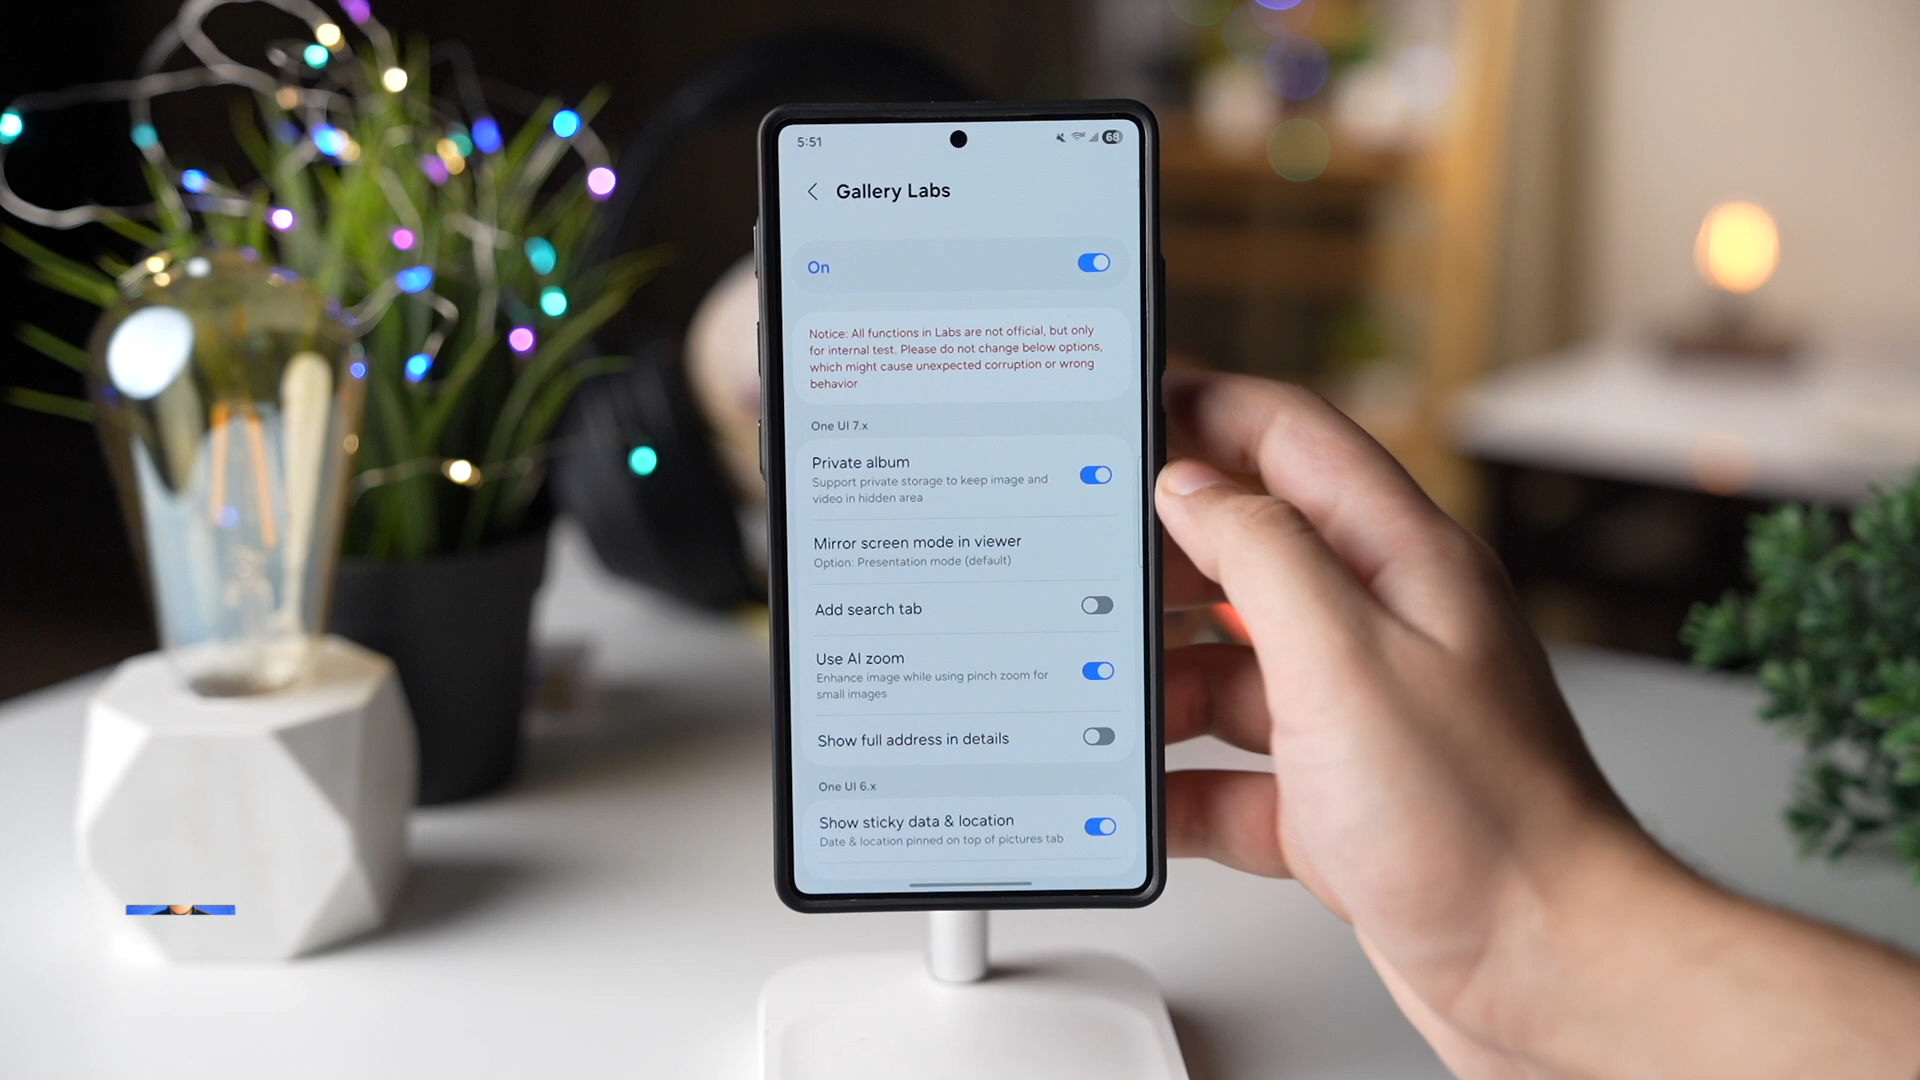 5:51
68
Gallery Labs
On
Notice: All functions in Labs are not official, but only
for internal test. Please do not change below options,
which might cause unexpected corruption or wrong
behavior
One UI 7.x
Private album
Support private storage to keep image and
video in hidden area
Mirror screen mode in viewer
Option: Presentation mode (default)
Add search tab
Use AI zoom
Enhance image while using pinch zoom for
small images
Show full address in details
One UI 6.x
Show sticky data & location
Date & location pinned on top of pictures tab